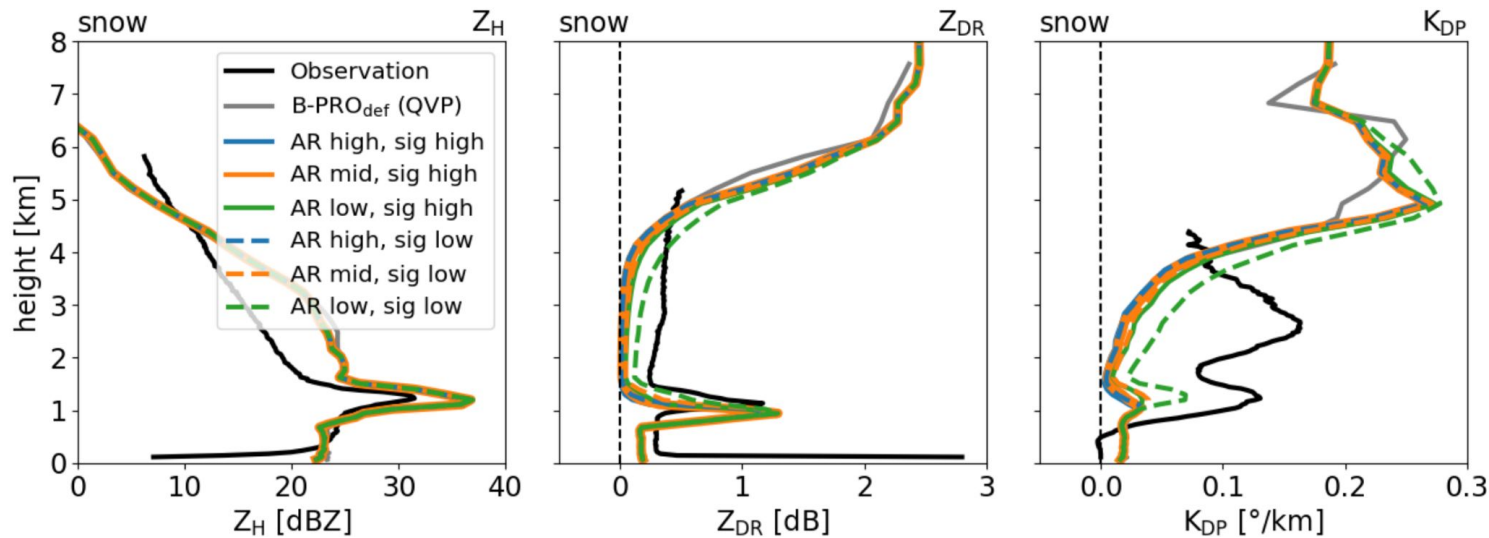 snow Z_H
snow Z_DR
snow K_DP
8
7
6
5
4
3
2
1
0
height [km]
Observation
B-PRO_def (QVP)
AR high, sig high
AR mid, sig high
AR low, sig high
AR high, sig low
AR mid, sig low
AR low, sig low
0 10 20 30 40
Z_H [dBZ]
0 1 2 3
Z_DR [dB]
0.0 0.1 0.2 0.3
K_DP [°/km]